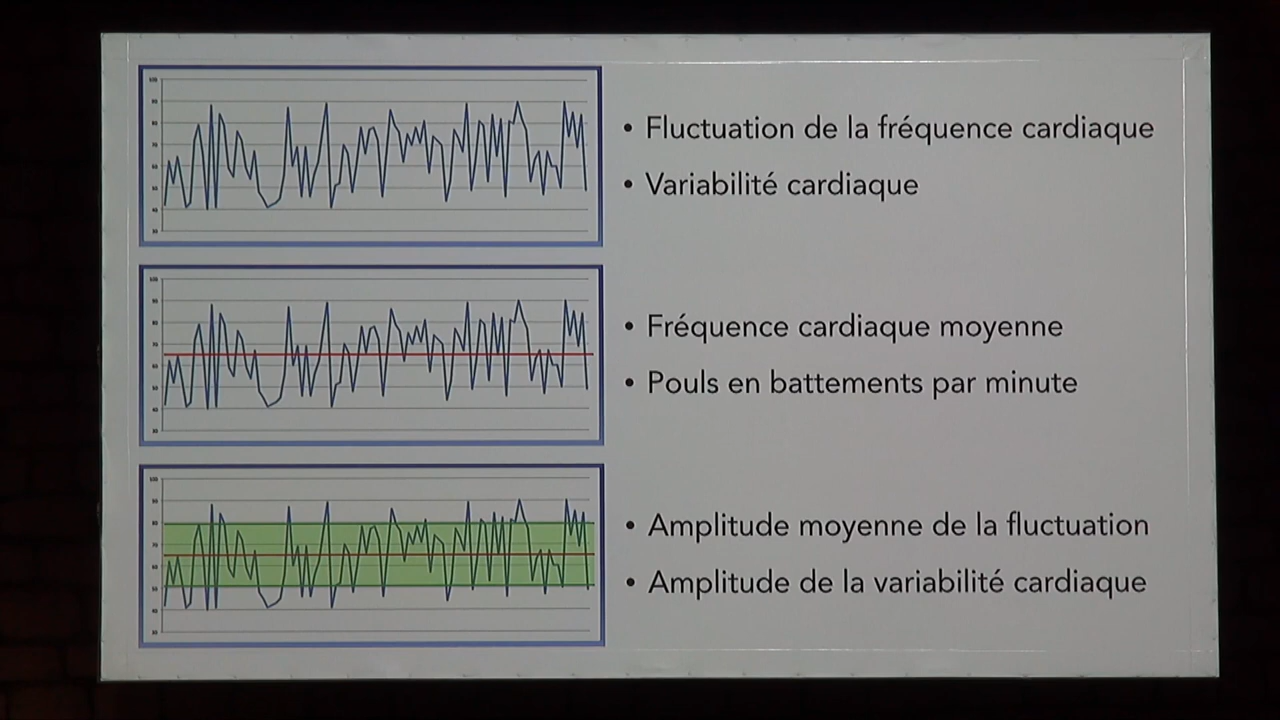 • Fluctuation de la fréquence cardiaque
• Variabilité cardiaque
• Fréquence cardiaque moyenne
• Pouls en battements par minute
• Amplitude moyenne de la fluctuation
• Amplitude de la variabilité cardiaque